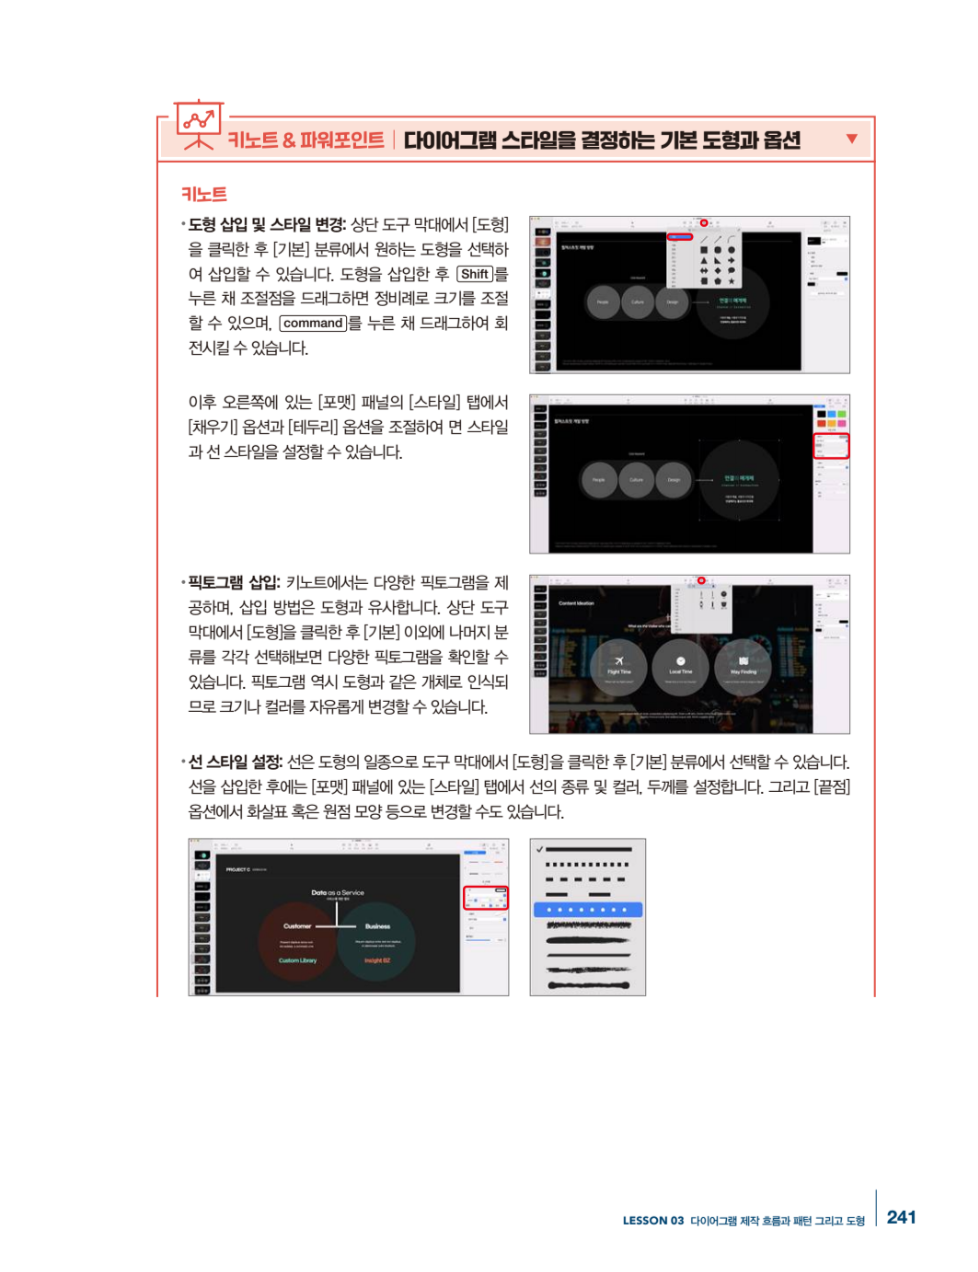 키노트 & 파워포인트 | 다이어그램 스타일을 결정하는 기본 도형과 옵션 ▼
키노트
• 도형 삽입 및 스타일 변경: 상단 도구 막대에서 [도형]
을 클릭한 후 [기본] 분류에서 원하는 도형을 선택하
여 삽입할 수 있습니다. 도형을 삽입한 후 Shift를
누른 채 조절점을 드래그하면 정비례로 크기를 조절
할 수 있으며, command를 누른 채 드래그하여 회
전시킬 수 있습니다.
People
Culture
Design
이후 오른쪽에 있는 [포맷] 패널의 [스타일] 탭에서
[채우기] 옵션과 [테두리] 옵션을 조절하여 면 스타일
과 선 스타일을 설정할 수 있습니다.
People
Culture
Design
• 픽토그램 삽입: 키노트에서는 다양한 픽토그램을 제
공하며, 삽입 방법은 도형과 유사합니다. 상단 도구
막대에서 [도형]을 클릭한 후 [기본] 이외에 나머지 분
류를 각각 선택해보면 다양한 픽토그램을 확인할 수
있습니다. 픽토그램 역시 도형과 같은 개체로 인식되
므로 크기나 컬러를 자유롭게 변경할 수 있습니다.
Content Ideation
Flight Time
Local Time
Way Finding
• 선 스타일 설정: 선은 도형의 일종으로 도구 막대에서 [도형]을 클릭한 후 [기본] 분류에서 선택할 수 있습니다.
선을 삽입한 후에는 [포맷] 패널에 있는 [스타일] 탭에서 선의 종류 및 컬러, 두께를 설정합니다. 그리고 [끝점]
옵션에서 화살표 혹은 원점 모양 등으로 변경할 수도 있습니다.
PROJECT C
Data as a Service
Customer
Business
Custom Library
Insight BZ
LESSON 03 다이어그램 제작 흐름과 패턴 그리고 도형
241